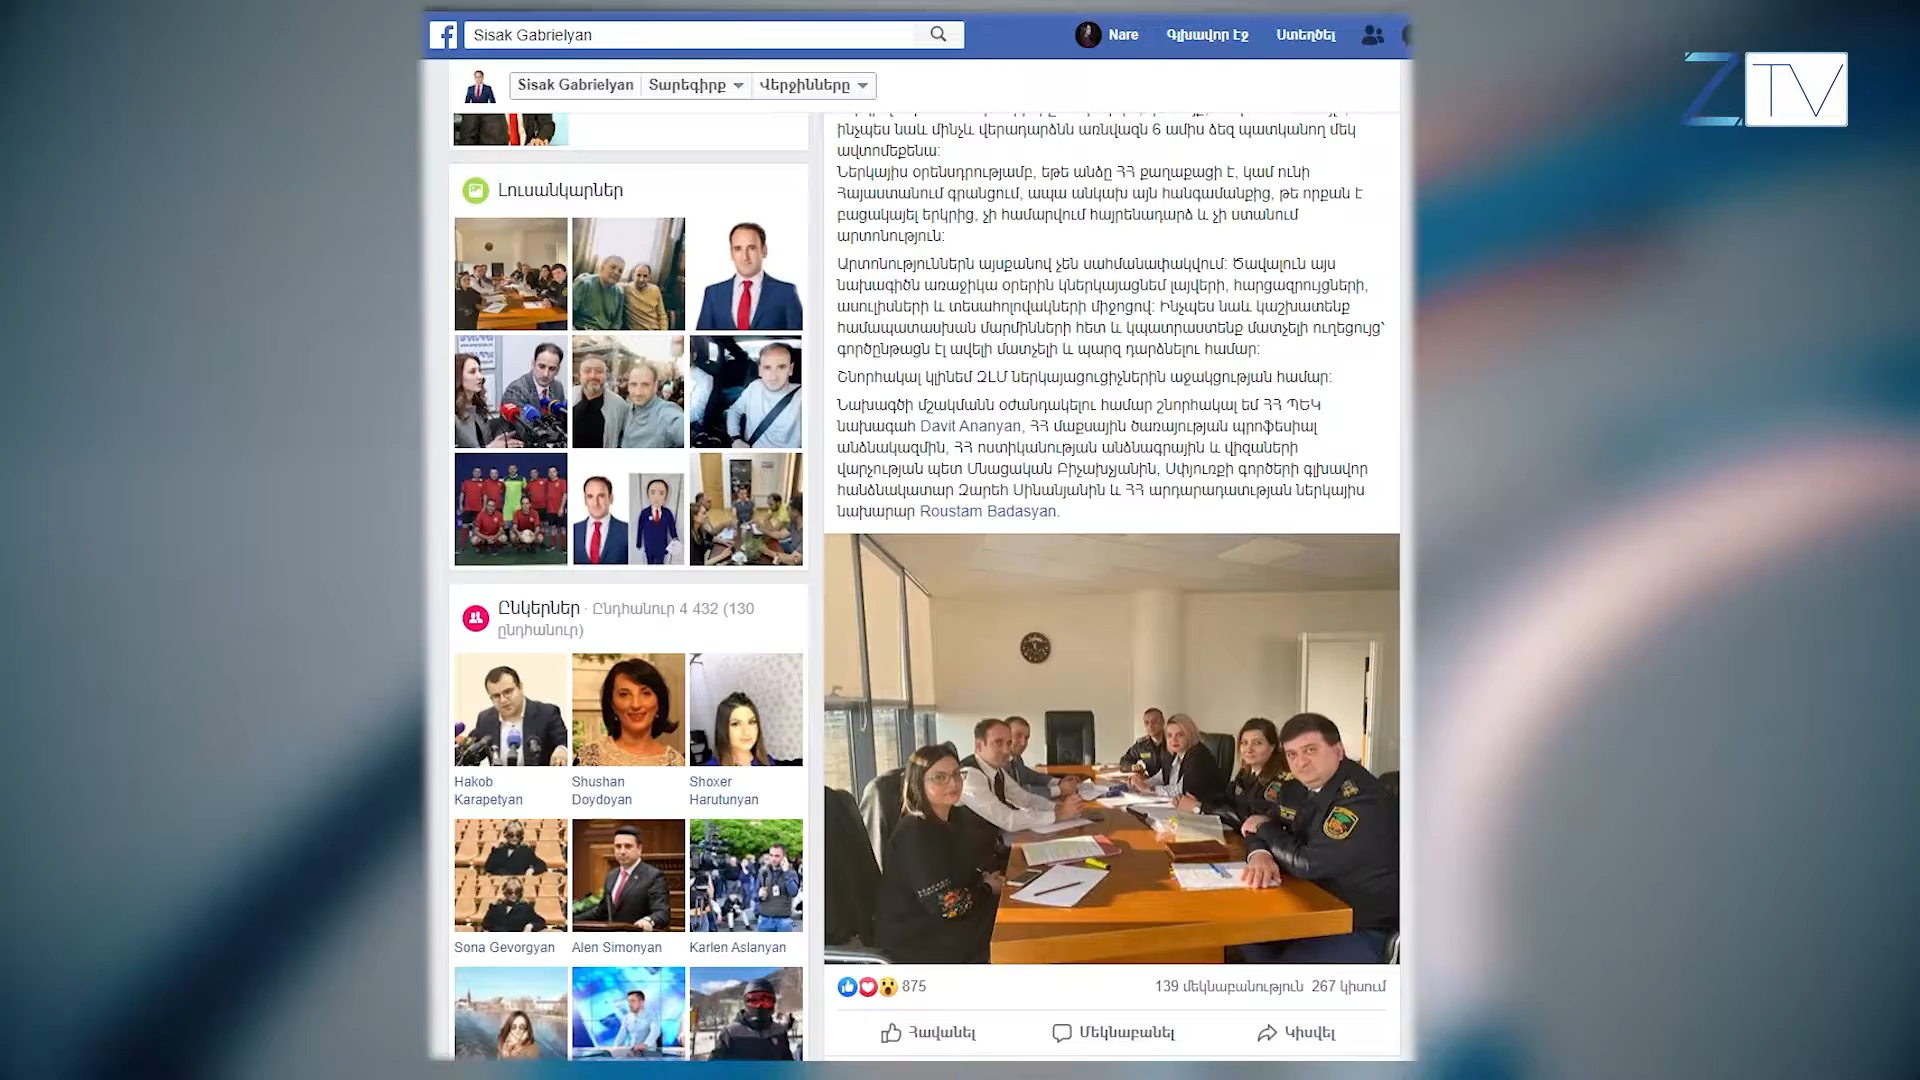 Sisak Gabrielyan
Nare
Գլխավոր էջ
Ստեղծել
ZTV
Sisak Gabrielyan
Տարեգիրք
Վերջինները
ինչպես նաև մինչև վերադարձնն առնվազն 6 ամիս ձեզ պատկանող մեկ
ավտոմեքենա:
Ներկայիս օրենսդրությամբ, եթե անձը ՀՀ քաղաքացի է, կամ ունի
Հայաստանում գրանցում, ապա անկախ այն հանգամանքից, թե որքան է
բացակայել երկրից, չի համարվում հայրենադարձ և չի ստանում
արտոնություն:
Արտոնություններն այսքանով չեն սահմանափակվում: Ծավալուն այս
նախագիծն առաջիկա օրերին կներկայացնեմ լայվերի, հարցազրույցների,
ասուլիսների և տեսահոլովակների միջոցով: Ինչպես նաև կաշխատենք
համապատասխան մարմինների հետ և կպատրաստենք մատչելի ուղեցույց՝
գործընթացն էլ ավելի մատչելի և պարզ դարձնելու համար:
Շնորհակալ կլինեմ ԶԼՄ ներկայացուցիչներին աջակցության համար:
Նախագծի մշակմանն օժանդակելու համար շնորհակալ եմ ՀՀ ՊԵԿ
նախագահ Davit Ananyan, ՀՀ մաքսային ծառայության պրոֆեսիալ
անձնակազմին, ՀՀ ոստիկանության անձնագրային և վիզաների
վարչության պետ Մնացական Բիչախչյանին, Սփյուռքի գործերի գլխավոր
հանձնակատար Զարեհ Սինանյանին և ՀՀ արդարադատւթյան ներկայիս
նախարար Roustam Badasyan.
Լուսանկարներ
Ընկերներ · Ընդհանուր 4 432 (130
ընդհանուր)
Hakob
Karapetyan
Shushan
Doydoyan
Shoxer
Harutunyan
Sona Gevorgyan
Alen Simonyan
Karlen Aslanyan
875
139 մեկնաբանություն
267 կիսում
Հավանել
Մեկնաբանել
Կիսվել